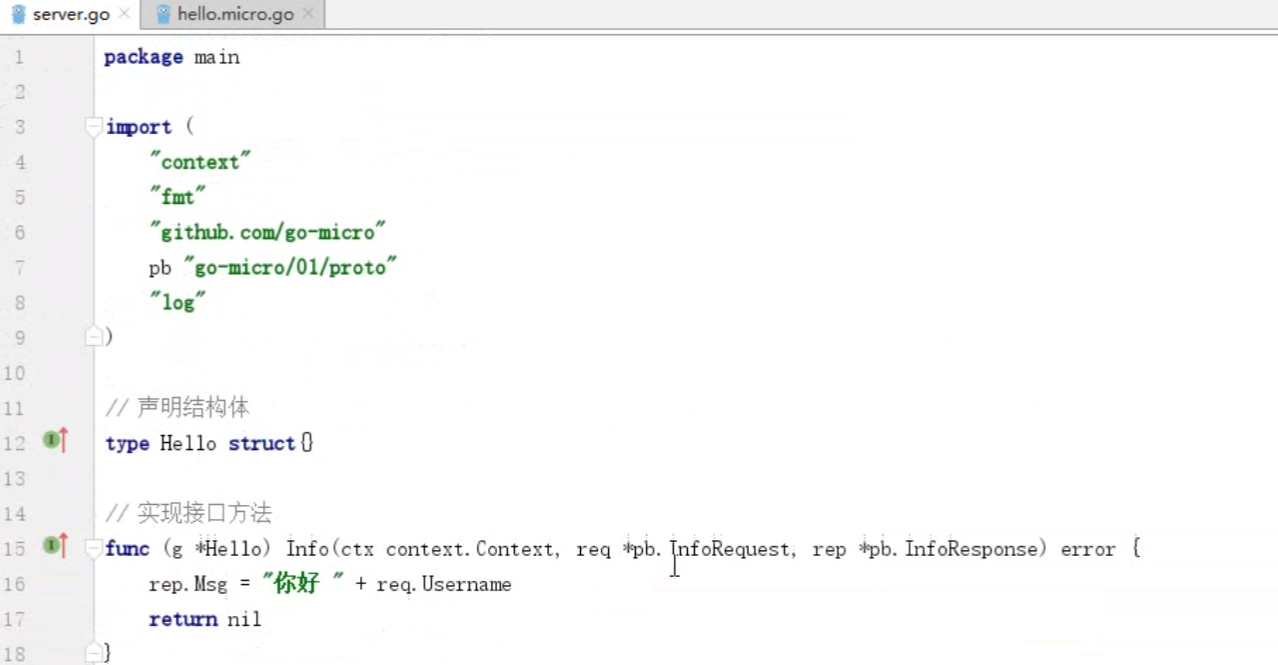 server.go hello.micro.go
1 package main
2
3 import (
4 "context"
5 "fmt"
6 "github.com/go-micro"
7 pb "go-micro/01/proto"
8 "log"
9 )
10
11 // 声明结构体
12 type Hello struct{}
13
14 // 实现接口方法
15 func (g *Hello) Info(ctx context.Context, req *pb.InfoRequest, rep *pb.InfoResponse) error {
16 rep.Msg = "你好 " + req.Username
17 return nil
18 }